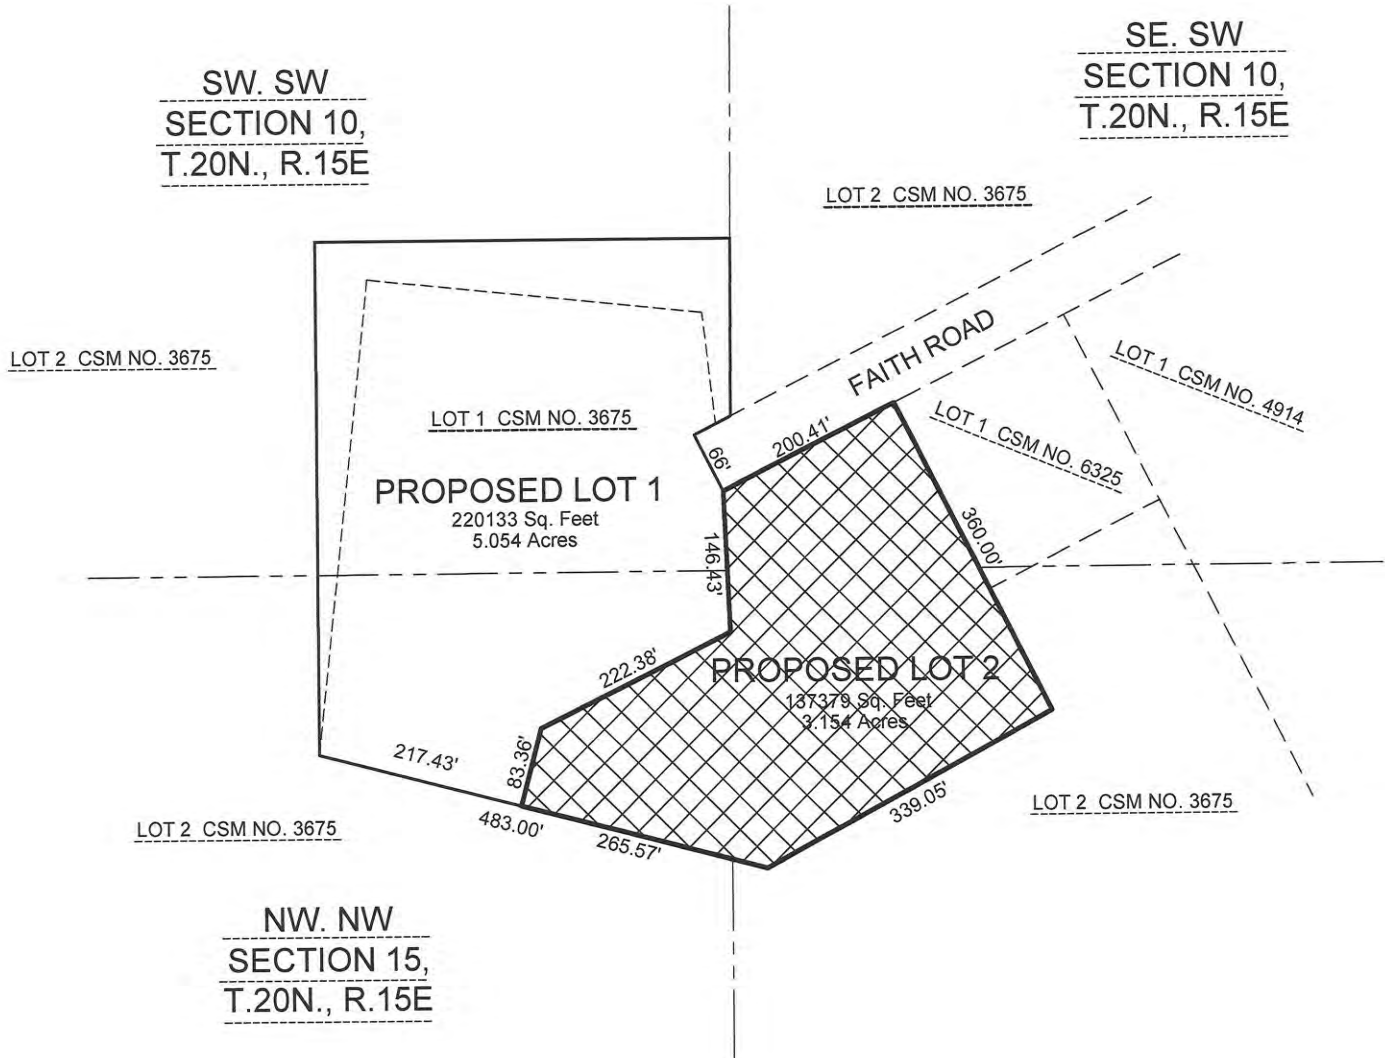 SW. SW
SECTION 10,
T.20N., R.15E
SE. SW
SECTION 10,
T.20N., R.15E
LOT 2 CSM NO. 3675
FAITH ROAD
LOT 2 CSM NO. 3675
LOT 1 CSM NO. 4914
LOT 1 CSM NO. 3675
LOT 1 CSM NO. 6325
200.41'
66'
PROPOSED LOT 1
220133 Sq. Feet
5.054 Acres
146.43'
360.00'
222.38'
PROPOSED LOT 2
137379 Sq. Feet
3.154 Acres
217.43'
83.36'
483.00'
265.57'
339.05'
LOT 2 CSM NO. 3675
LOT 2 CSM NO. 3675
NW. NW
SECTION 15,
T.20N., R.15E